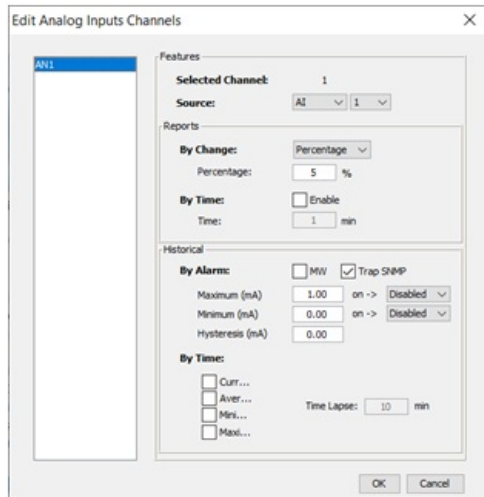 Edit Analog Inputs Channels
AN1
Features
Selected Channel: 1
Source: AI 1
Reports
By Change: Percentage
Percentage: 5 %
By Time: Enable
Time: 1 min
Historical
By Alarm: MW Trap SNMP
Maximum (mA) 1.00 on -> Disabled
Minimum (mA) 0.00 on -> Disabled
Hysteresis (mA) 0.00
By Time:
Curr...
Aver...
Mini...
Maxi...
Time Lapse: 10 min
OK Cancel